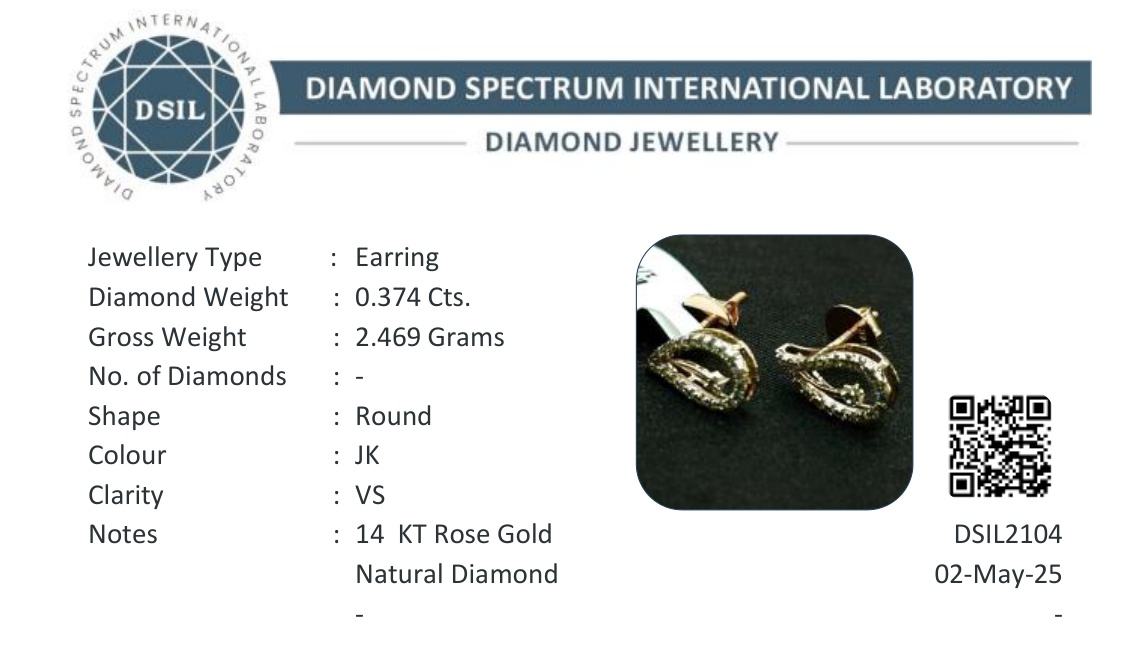 DIAMOND SPECTRUM INTERNATIONAL LABORATORY
DSIL
DIAMOND SPECTRUM INTERNATIONAL LABORATORY
DIAMOND JEWELLERY
Jewellery Type : Earring
Diamond Weight : 0.374 Cts.
Gross Weight : 2.469 Grams
No. of Diamonds : -
Shape : Round
Colour : JK
Clarity : VS
Notes : 14 KT Rose Gold
DSIL2104
Natural Diamond
02-May-25
-
-